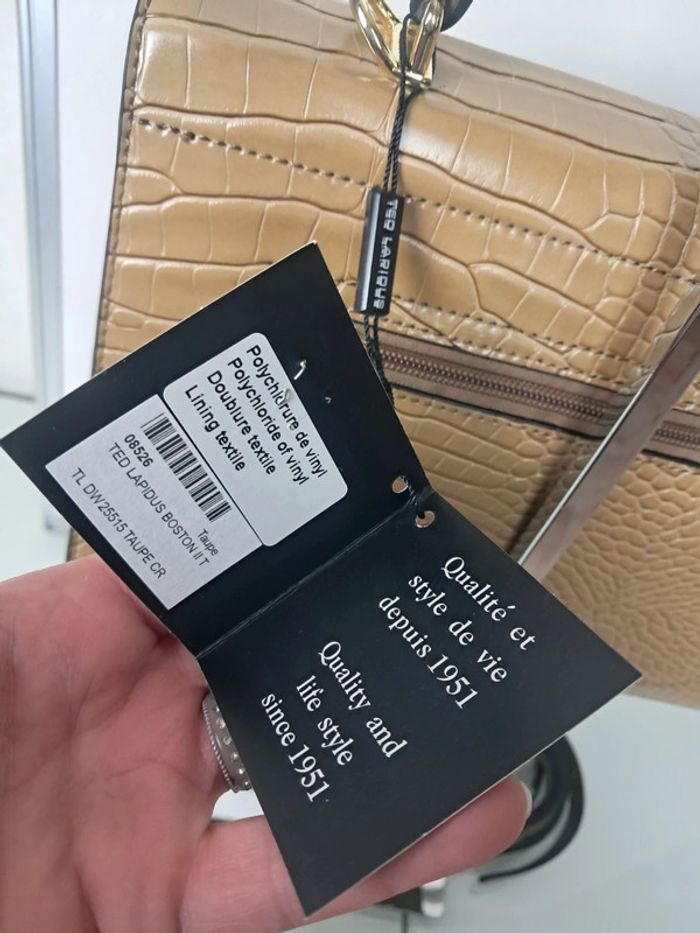 TED LAPIDUS
Polychlorure de vinyl
Polychloride of vinyl
Doublure textile
Lining textile
08526
Taupe
TED LAPIDUS BOSTON II T
TL DW25515 TAUPE CR
Qualité et
style de vie
depuis 1951
Quality and
life style
since 1951